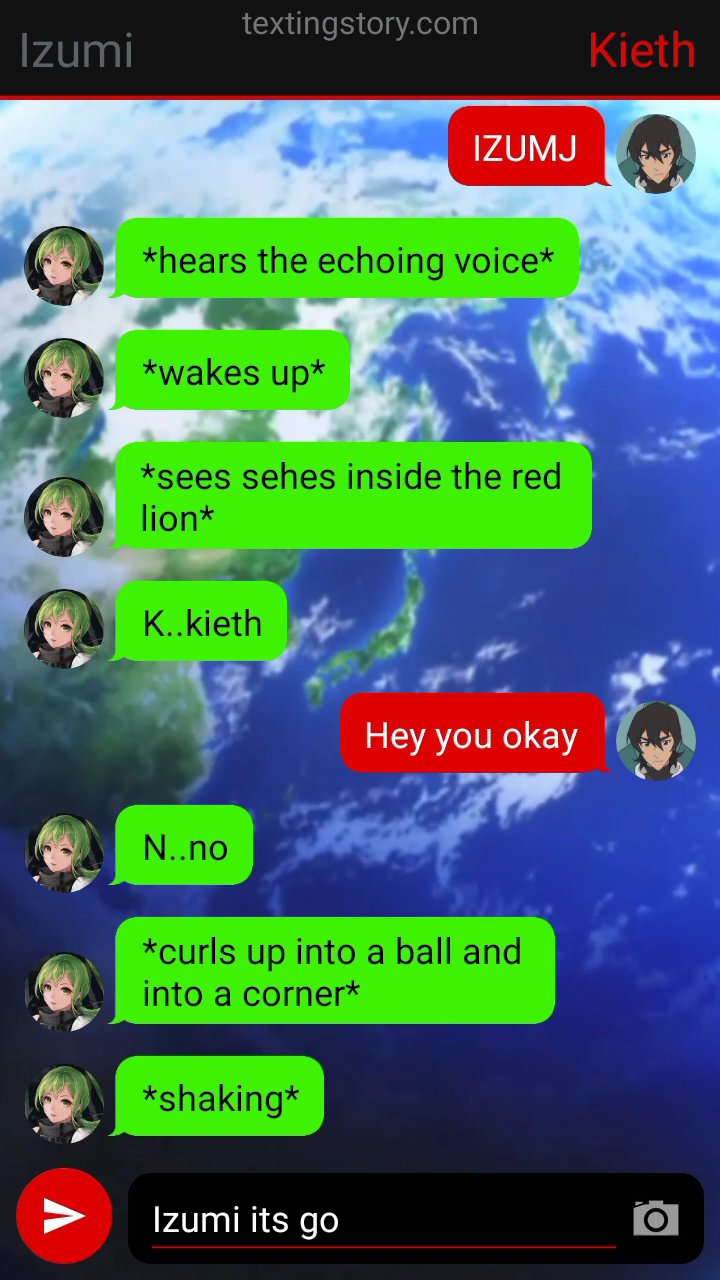 textingstory.com
Izumi
Kieth
IZUMJ
*hears the echoing voice*
*wakes up*
*sees sehes inside the red
lion*
K..kieth
Hey you okay
N..no
*curls up into a ball and
into a corner*
*shaking*
Izumi its go